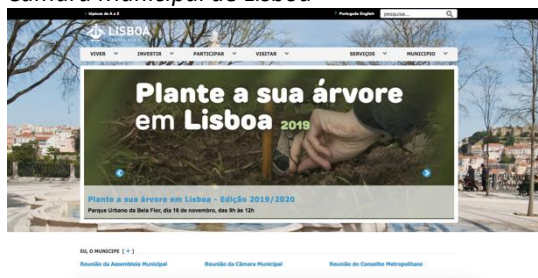 Câmara Municipal de Lisboa
tópicos de A a Z
Português English pesquisa...
LISBOA
VIVER INVESTIR PARTICIPAR VISITAR SERVIÇOS MUNICÍPIO
Plante a sua árvore
em Lisboa 2019
Plante a sua árvore em Lisboa - Edição 2019/2020
Parque Urbano da Bela Flor, dia 16 de novembro, das 9h às 12h
EU, O MUNÍCIPE [ + ]
Reunião da Assembleia Municipal Reunião de Câmara Municipal Reunião do Conselho Metropolitano